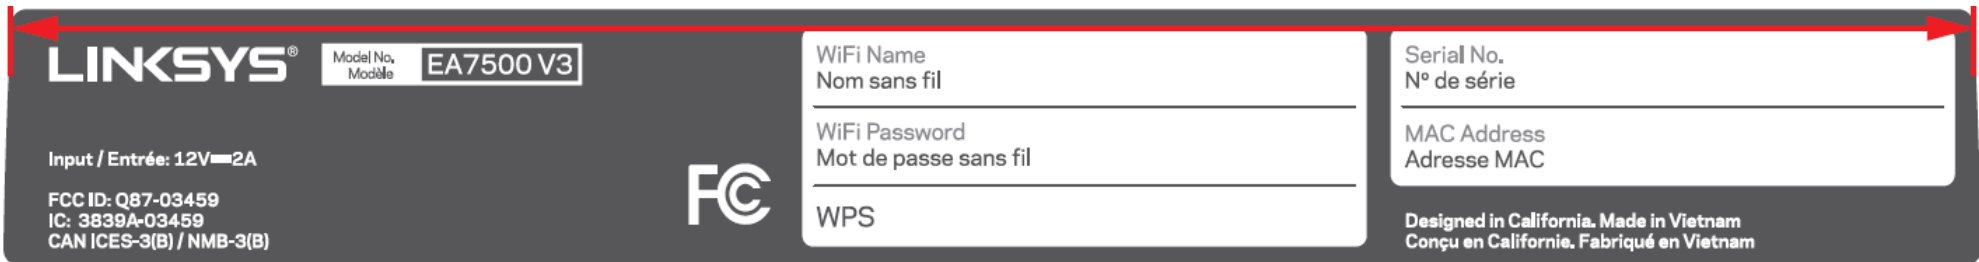 LINKSYS®
Model No.
Modèle
EA7500 V3
Input / Entrée: 12V⎓2A
FCC ID: Q87-03459
IC: 3839A-03459
CAN ICES-3(B) / NMB-3(B)
FC
WiFi Name
Nom sans fil
WiFi Password
Mot de passe sans fil
WPS
Serial No.
Nº de série
MAC Address
Adresse MAC
Designed in California. Made in Vietnam
Conçu en Californie. Fabriqué en Vietnam